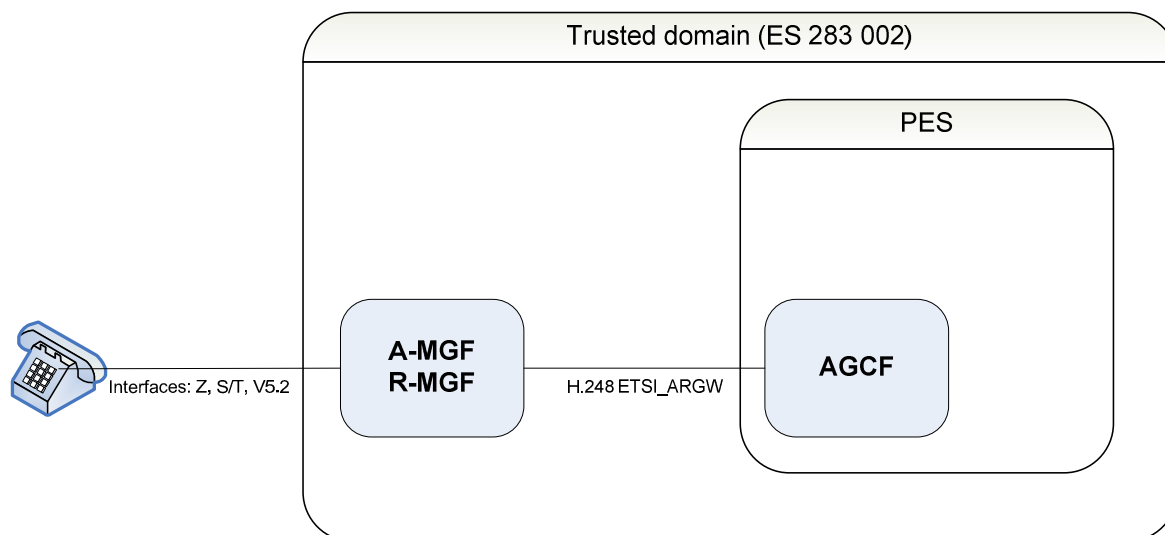 Trusted domain (ES 283 002)
PES
A-MGF
R-MGF
AGCF
Interfaces: Z, S/T, V5.2
H.248 ETSI_ARGW